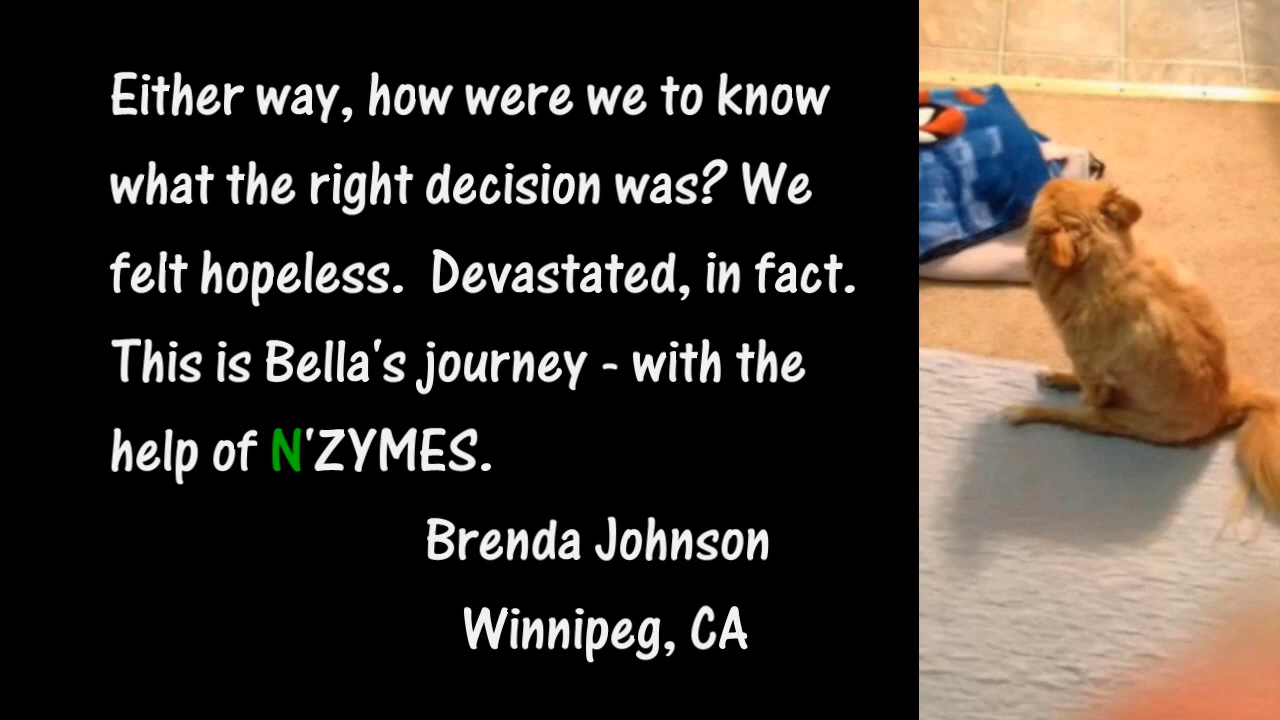 Either way, how were we to know
what the right decision was? We
felt hopeless.  Devastated, in fact.
This is Bella's journey - with the
help of N'ZYMES.
Brenda Johnson
Winnipeg, CA